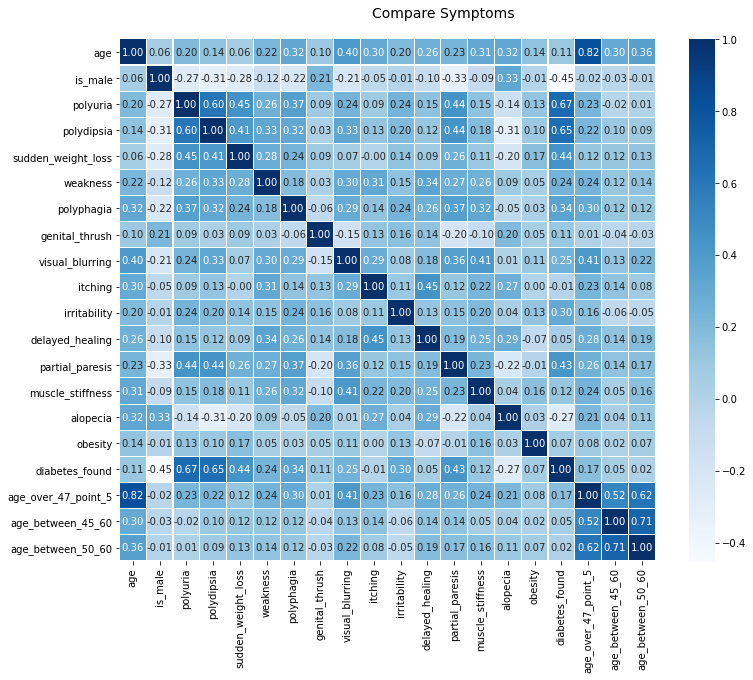 Compare Symptoms
age 1.00 0.06 0.20 0.14 0.06 0.22 0.32 0.10 0.40 0.30 0.20 0.26 0.23 0.31 0.32 0.14 0.11 0.82 0.30 0.36
is_male 0.06 1.00 -0.27 -0.31 -0.28 -0.12 -0.22 0.21 -0.21 -0.05 -0.01 -0.10 -0.33 -0.09 0.33 -0.01 -0.45 -0.02 -0.03 -0.01
polyuria 0.20 -0.27 1.00 0.60 0.45 0.26 0.37 0.09 0.24 0.09 0.24 0.15 0.44 0.15 -0.14 0.13 0.67 0.23 -0.02 0.01
polydipsia 0.14 -0.31 0.60 1.00 0.41 0.33 0.32 0.03 0.33 0.13 0.20 0.12 0.44 0.18 -0.31 0.10 0.65 0.22 0.10 0.09
sudden_weight_loss 0.06 -0.28 0.45 0.41 1.00 0.28 0.24 0.09 0.07 -0.00 0.14 0.09 0.26 0.11 -0.20 0.17 0.44 0.12 0.12 0.13
weakness 0.22 -0.12 0.26 0.33 0.28 1.00 0.18 0.03 0.30 0.31 0.15 0.34 0.27 0.26 0.09 0.05 0.24 0.24 0.12 0.14
polyphagia 0.32 -0.22 0.37 0.32 0.24 0.18 1.00 -0.06 0.29 0.14 0.24 0.26 0.37 0.32 -0.05 0.03 0.34 0.30 0.12 0.12
genital_thrush 0.10 0.21 0.09 0.03 0.09 0.03 -0.06 1.00 -0.15 0.13 0.16 0.14 -0.20 -0.10 0.20 0.05 0.11 0.01 -0.04 -0.03
visual_blurring 0.40 -0.21 0.24 0.33 0.07 0.30 0.29 -0.15 1.00 0.29 0.08 0.18 0.36 0.41 0.01 0.11 0.25 0.41 0.13 0.22
itching 0.30 -0.05 0.09 0.13 -0.00 0.31 0.14 0.13 0.29 1.00 0.11 0.45 0.12 0.22 0.27 0.00 -0.01 0.23 0.14 0.08
irritability 0.20 -0.01 0.24 0.20 0.14 0.15 0.24 0.16 0.08 0.11 1.00 0.13 0.15 0.20 0.04 0.13 0.30 0.16 -0.06 -0.05
delayed_healing 0.26 -0.10 0.15 0.12 0.09 0.34 0.26 0.14 0.18 0.45 0.13 1.00 0.19 0.25 0.29 -0.07 0.05 0.28 0.14 0.19
partial_paresis 0.23 -0.33 0.44 0.44 0.26 0.27 0.37 -0.20 0.36 0.12 0.15 0.19 1.00 0.23 -0.22 -0.01 0.43 0.26 0.14 0.17
muscle_stiffness 0.31 -0.09 0.15 0.18 0.11 0.26 0.32 -0.10 0.41 0.22 0.20 0.25 0.23 1.00 0.04 0.16 0.12 0.24 0.05 0.16
alopecia 0.32 0.33 -0.14 -0.31 -0.20 0.09 -0.05 0.20 0.01 0.27 0.04 0.29 -0.22 0.04 1.00 0.03 -0.27 0.21 0.04 0.11
obesity 0.14 -0.01 0.13 0.10 0.17 0.05 0.03 0.05 0.11 0.00 0.13 -0.07 -0.01 0.16 0.03 1.00 0.07 0.08 0.02 0.07
diabetes_found 0.11 -0.45 0.67 0.65 0.44 0.24 0.34 0.11 0.25 -0.01 0.30 0.05 0.43 0.12 -0.27 0.07 1.00 0.17 0.05 0.02
age_over_47_point_5 0.82 -0.02 0.23 0.22 0.12 0.24 0.30 0.01 0.41 0.23 0.16 0.28 0.26 0.24 0.21 0.08 0.17 1.00 0.52 0.62
age_between_45_60 0.30 -0.03 -0.02 0.10 0.12 0.12 0.12 -0.04 0.13 0.14 -0.06 0.14 0.14 0.05 0.04 0.02 0.05 0.52 1.00 0.71
age_between_50_60 0.36 -0.01 0.01 0.09 0.13 0.14 0.12 -0.03 0.22 0.08 -0.05 0.19 0.17 0.16 0.11 0.07 0.02 0.62 0.71 1.00
age
is_male
polyuria
polydipsia
sudden_weight_loss
weakness
polyphagia
genital_thrush
visual_blurring
itching
irritability
delayed_healing
partial_paresis
muscle_stiffness
alopecia
obesity
diabetes_found
age_over_47_point_5
age_between_45_60
age_between_50_60
1.0
0.8
0.6
0.4
0.2
0.0
−0.2
−0.4